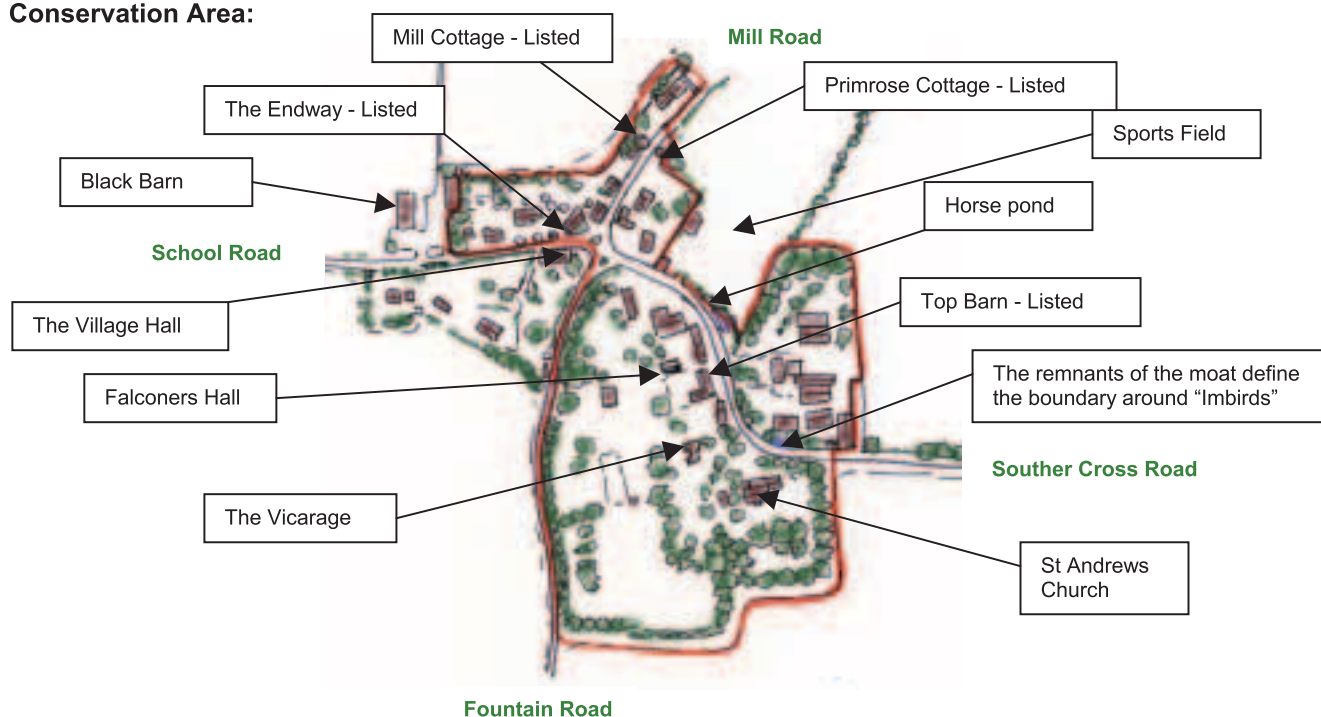 Conservation Area:
Mill Cottage - Listed
Mill Road
Primrose Cottage - Listed
The Endway - Listed
Sports Field
Black Barn
Horse pond
School Road
Top Barn - Listed
The Village Hall
The remnants of the moat define
the boundary around “Imbirds”
Falconers Hall
Souther Cross Road
The Vicarage
St Andrews
Church
Fountain Road